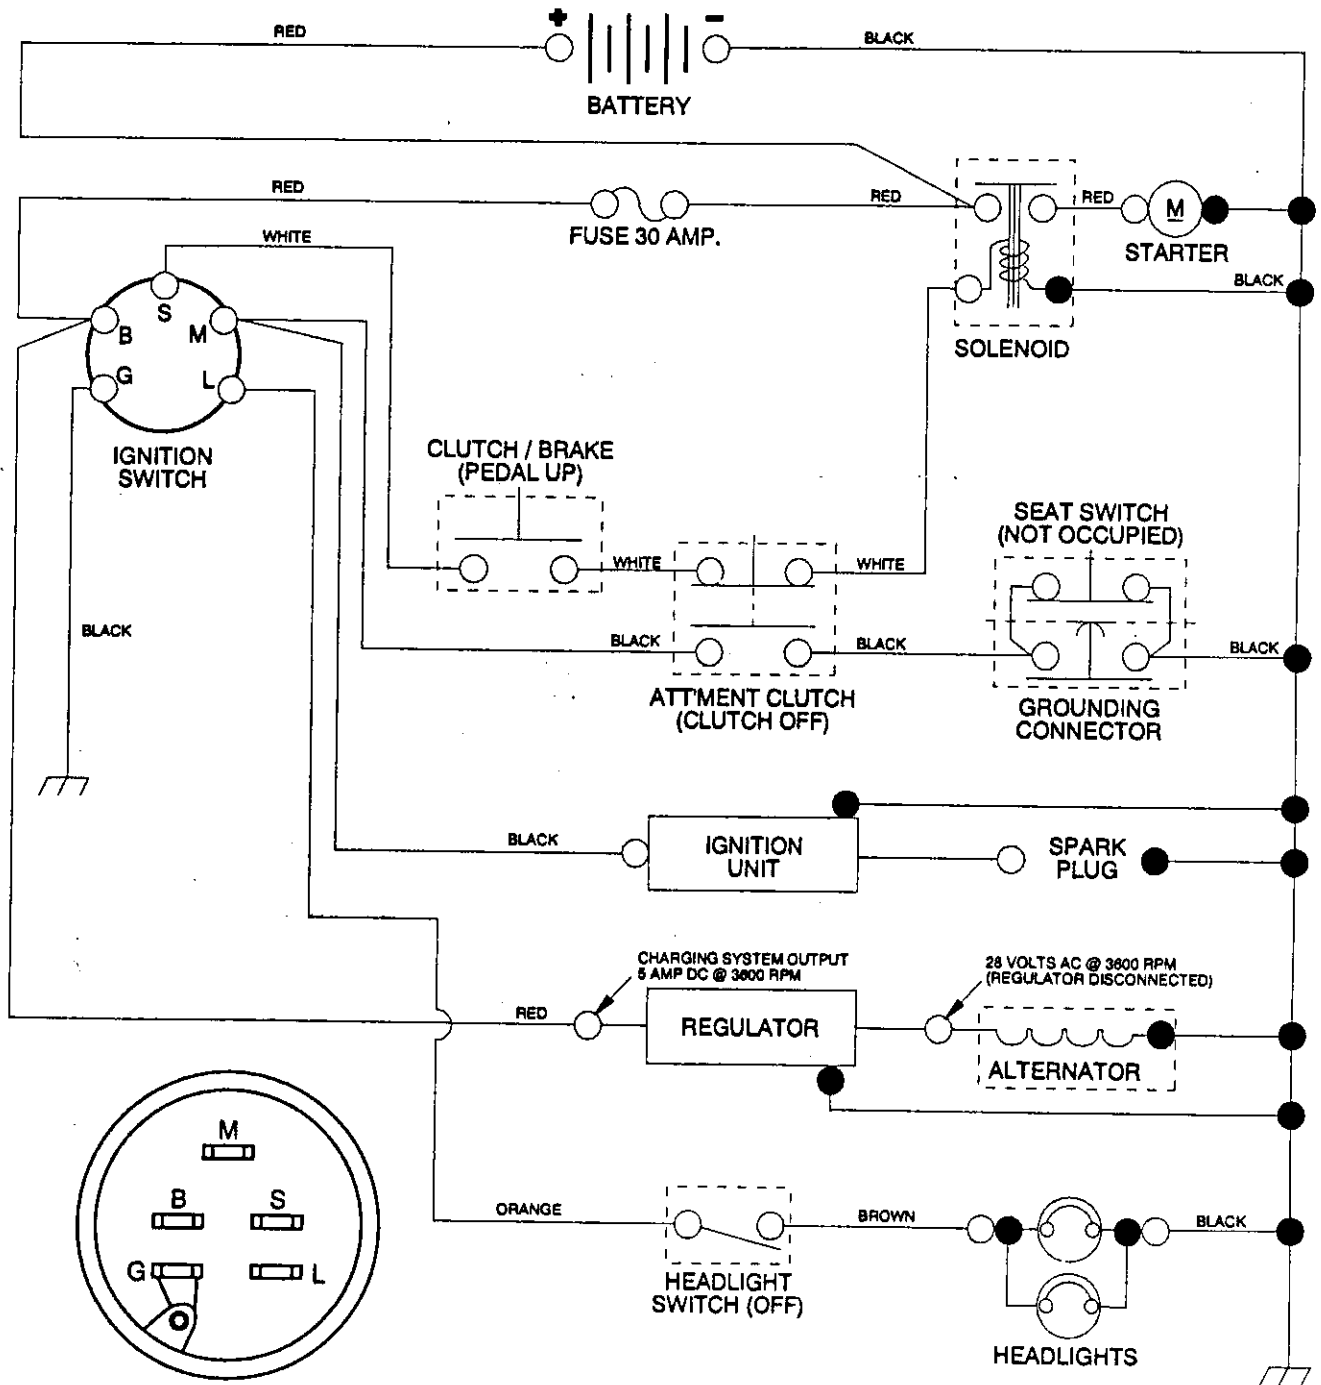 + -
RED
BLACK
BATTERY
RED
RED
RED
M
FUSE 30 AMP.
STARTER
WHITE
BLACK
S
B
M
G
L
SOLENOID
IGNITION
SWITCH
CLUTCH / BRAKE
(PEDAL UP)
SEAT SWITCH
(NOT OCCUPIED)
WHITE
WHITE
BLACK
BLACK
BLACK
BLACK
ATT'MENT CLUTCH
(CLUTCH OFF)
GROUNDING
CONNECTOR
BLACK
IGNITION
UNIT
SPARK
PLUG
CHARGING SYSTEM OUTPUT
5 AMP DC @ 3600 RPM
28 VOLTS AC @ 3600 RPM
(REGULATOR DISCONNECTED)
RED
REGULATOR
ALTERNATOR
M
B
S
G
L
ORANGE
BROWN
BLACK
HEADLIGHT
SWITCH (OFF)
HEADLIGHTS